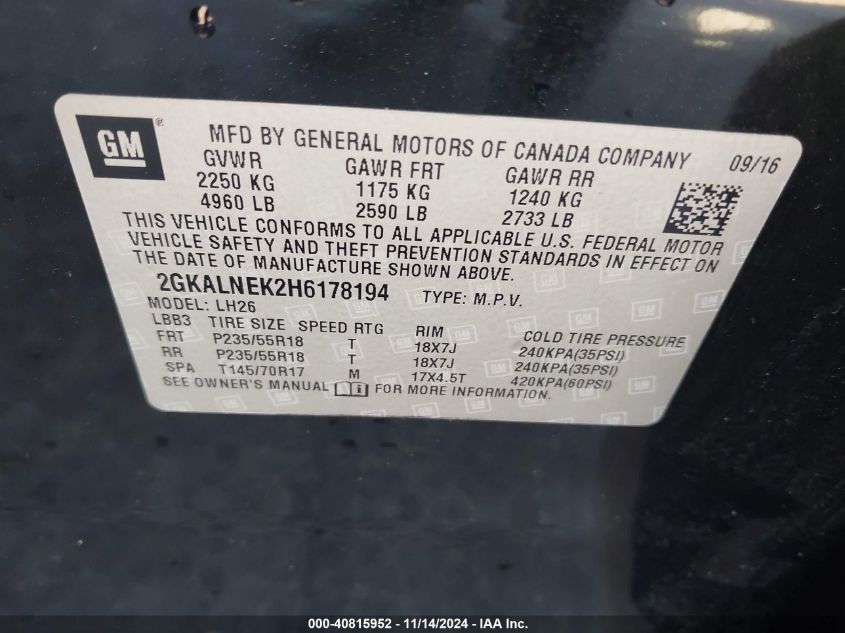 GM ®
MFD BY GENERAL MOTORS OF CANADA COMPANY 09/16
GVWR GAWR FRT GAWR RR
2250 KG 1175 KG 1240 KG
4960 LB 2590 LB 2733 LB
THIS VEHICLE CONFORMS TO ALL APPLICABLE U.S. FEDERAL MOTOR
VEHICLE SAFETY AND THEFT PREVENTION STANDARDS IN EFFECT ON
THE DATE OF MANUFACTURE SHOWN ABOVE.
2GKALNEK2H6178194 TYPE: M.P.V.
MODEL: LH26
LBB3 TIRE SIZE SPEED RTG RIM COLD TIRE PRESSURE
FRT P235/55R18 T 18X7J 240KPA(35PSI)
RR P235/55R18 T 18X7J 240KPA(35PSI)
SPA T145/70R17 M 17X4.5T 420KPA(60PSI)
SEE OWNER'S MANUAL FOR MORE INFORMATION.
000-40815952 - 11/14/2024 - IAA Inc.